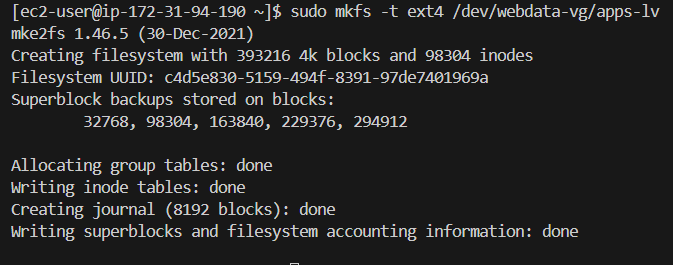 [ec2-user@ip-172-31-94-190 ~]$ sudo mkfs -t ext4 /dev/webdata-vg/apps-lv
mke2fs 1.46.5 (30-Dec-2021)
Creating filesystem with 393216 4k blocks and 98304 inodes
Filesystem UUID: c4d5e830-5159-494f-8391-97de7401969a
Superblock backups stored on blocks:
        32768, 98304, 163840, 229376, 294912

Allocating group tables: done
Writing inode tables: done
Creating journal (8192 blocks): done
Writing superblocks and filesystem accounting information: done